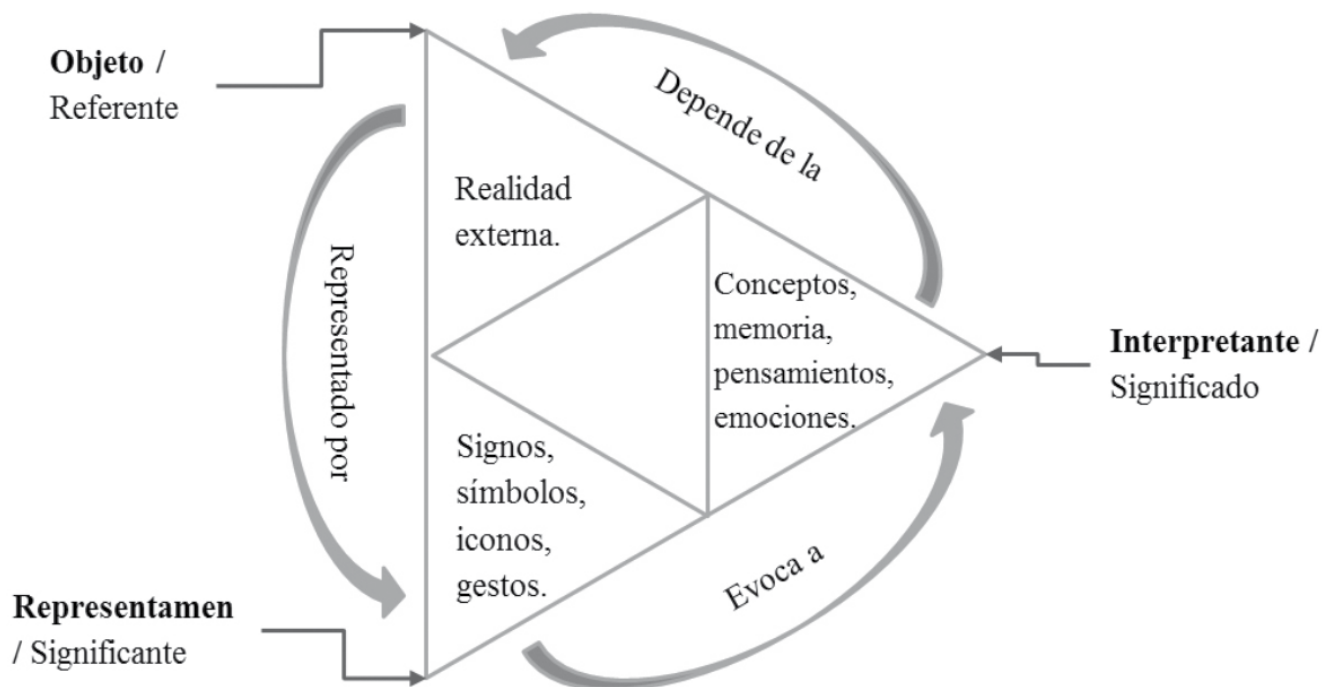 Objeto /
Referente
Depende de la
Realidad
externa.
Representado por
Conceptos,
memoria,
pensamientos,
emociones.
Interpretante /
Significado
Signos,
símbolos,
iconos,
gestos.
Evoca a
Representamen
/ Significante